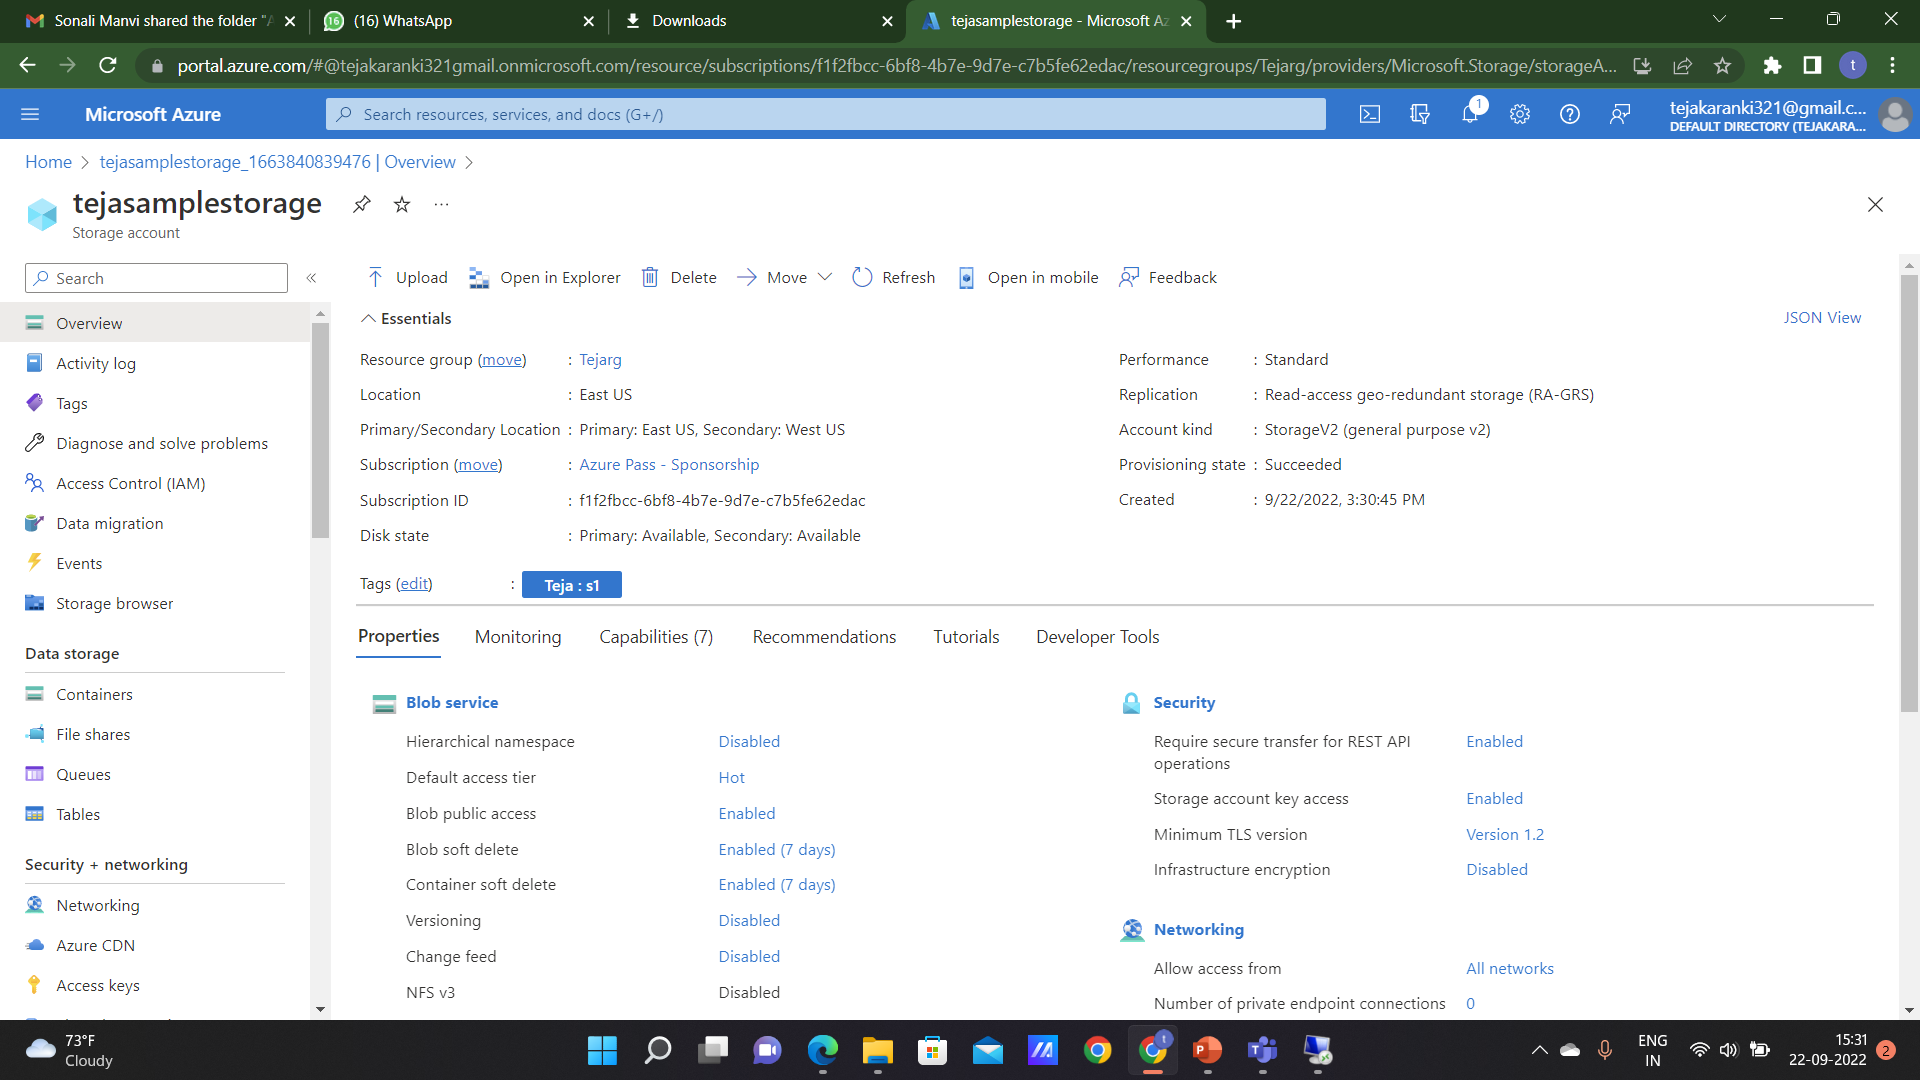 Sonali Manvi shared the folder "A
16
(16) WhatsApp
Downloads
tejasamplestorage - Microsoft Az
portal.azure.com/#@tejakaranki321gmail.onmicrosoft.com/resource/subscriptions/f1f2fbcc-6bf8-4b7e-9d7e-c7b5fe62edac/resourcegroups/Tejarg/providers/Microsoft.Storage/storageA...
t
Microsoft Azure
Search resources, services, and docs (G+/)
1
tejakaranki321@gmail.c...
DEFAULT DIRECTORY (TEJAKARA...
Home > tejasamplestorage_1663840839476 | Overview >
tejasamplestorage
...
Storage account
Search
«
Upload
Open in Explorer
Delete
Move
Refresh
Open in mobile
Feedback
Overview
Activity log
Tags
Diagnose and solve problems
Access Control (IAM)
Data migration
Events
Storage browser
Data storage
Containers
File shares
Queues
Tables
Security + networking
Networking
Azure CDN
Access keys
Essentials
JSON View
Resource group (move) : Tejarg
Location : East US
Primary/Secondary Location : Primary: East US, Secondary: West US
Subscription (move) : Azure Pass - Sponsorship
Subscription ID : f1f2fbcc-6bf8-4b7e-9d7e-c7b5fe62edac
Disk state : Primary: Available, Secondary: Available
Performance : Standard
Replication : Read-access geo-redundant storage (RA-GRS)
Account kind : StorageV2 (general purpose v2)
Provisioning state : Succeeded
Created : 9/22/2022, 3:30:45 PM
Tags (edit) : Teja : s1
Properties
Monitoring
Capabilities (7)
Recommendations
Tutorials
Developer Tools
Blob service
Hierarchical namespace Disabled
Default access tier Hot
Blob public access Enabled
Blob soft delete Enabled (7 days)
Container soft delete Enabled (7 days)
Versioning Disabled
Change feed Disabled
NFS v3 Disabled
Security
Require secure transfer for REST API Enabled
operations
Storage account key access Enabled
Minimum TLS version Version 1.2
Infrastructure encryption Disabled
Networking
Allow access from All networks
Number of private endpoint connections 0
73°F
Cloudy
t
ENG
IN
15:31
22-09-2022
2